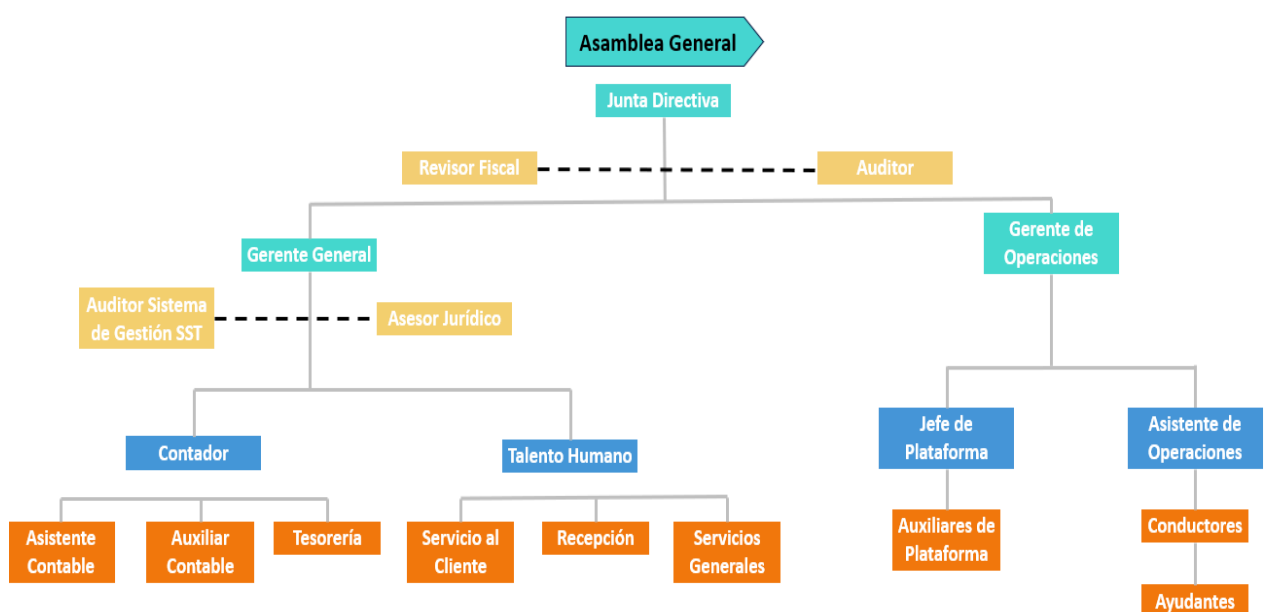 Asamblea General
Junta Directiva
Revisor Fiscal
Auditor
Gerente General
Gerente de
Operaciones
Auditor Sistema
de Gestión SST
Asesor Jurídico
Contador
Talento Humano
Jefe de
Plataforma
Asistente de
Operaciones
Asistente
Contable
Auxiliar
Contable
Tesorería
Servicio al
Cliente
Recepción
Servicios
Generales
Auxiliares de
Plataforma
Conductores
Ayudantes